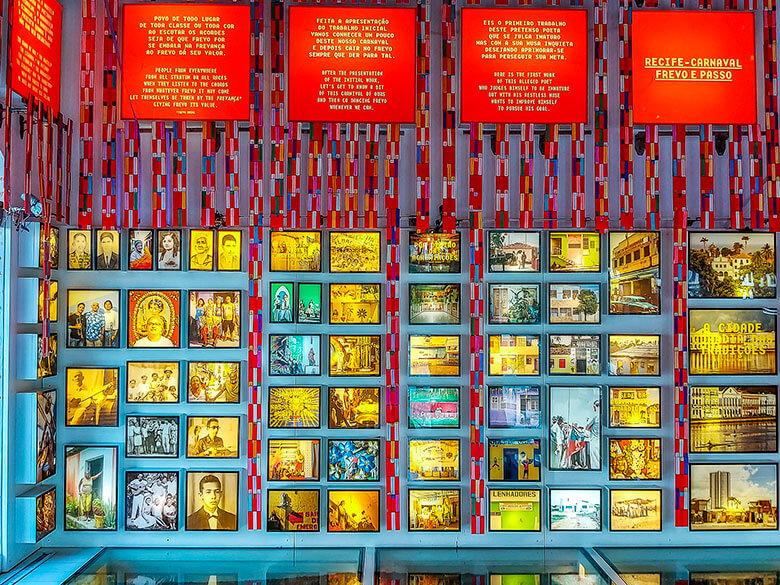 POVO DE TODO LUGAR
DE TODA CLASSE OU TODA COR
AO ESCUTAR OS ACORDES
SEJA DE QUE FREVO FOR
SE EMBALA NA FREVANÇA
AO FREVO DÁ SEU VALOR.
PEOPLE FROM EVERYWHERE
FROM ALL STRATUM OR ALL RACES
WHEN THEY LISTEN TO THE CHORDS
FROM WHATEVER FREVO IT MAY COME
LET THEMSELVES BE TAKEN BY THE FREVANÇA*
GIVING FREVO ITS VALUE.
FEITA A APRESENTAÇÃO
DO TRABALHO INICIAL
VAMOS CONHECER UM POUCO
DESTE NOSSO CARNAVAL
E DEPOIS CAIR NO FREVO
SEMPRE QUE DER PARA TAL.
AFTER THE PRESENTATION
OF THE INITIAL WORK,
LET'S GET TO KNOW A BIT
OF THIS CARNIVAL OF OURS
AND THEN GO DANCING FREVO
WHENEVER WE CAN.
EIS O PRIMEIRO TRABALHO
DESTE PRETENSO POETA
QUE SE JULGA IMATURO
MAS COM A SUA MUSA INQUIETA
DESEJANDO APRIMORAR-SE
PARA PERSEGUIR SUA META.
HERE IS THE FIRST WORK
OF THIS ALLEGED POET
WHO JUDGES HIMSELF TO BE IMMATURE
BUT WITH HIS RESTLESS MUSE
WANTS TO IMPROVE HIMSELF
TO PURSUE HIS GOAL.
RECIFE-CARNAVAL
FREVO E PASSO
A CIDADE
TRADIÇÕES
LENHADORES